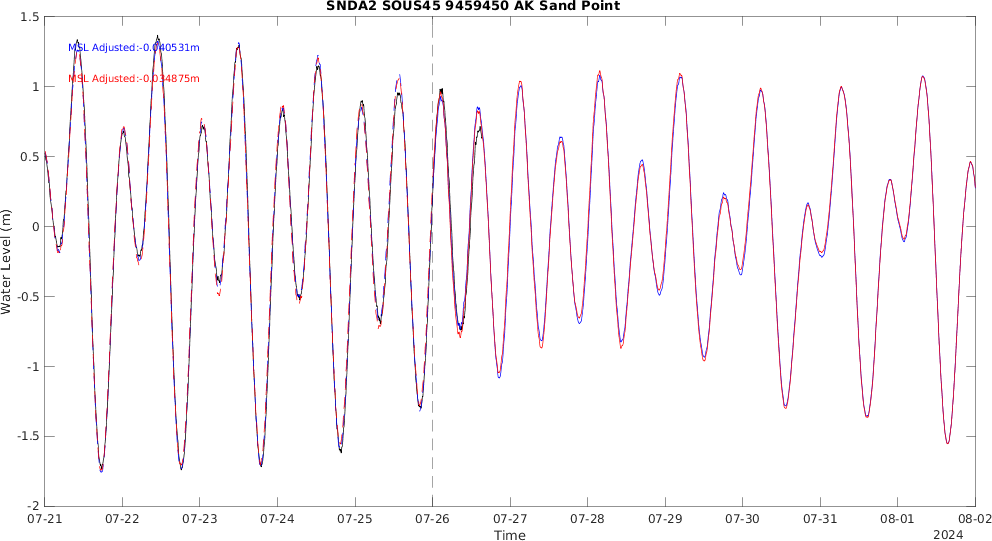 SNDA2 SOUS45 9459450 AK Sand Point
1.5
MSL Adjusted:-0.040531m
MSL Adjusted:-0.034875m
1
0.5
0
-0.5
-1
-1.5
-2
Water Level (m)
07-21 07-22 07-23 07-24 07-25 07-26 07-27 07-28 07-29 07-30 07-31 08-01 08-02
Time
2024